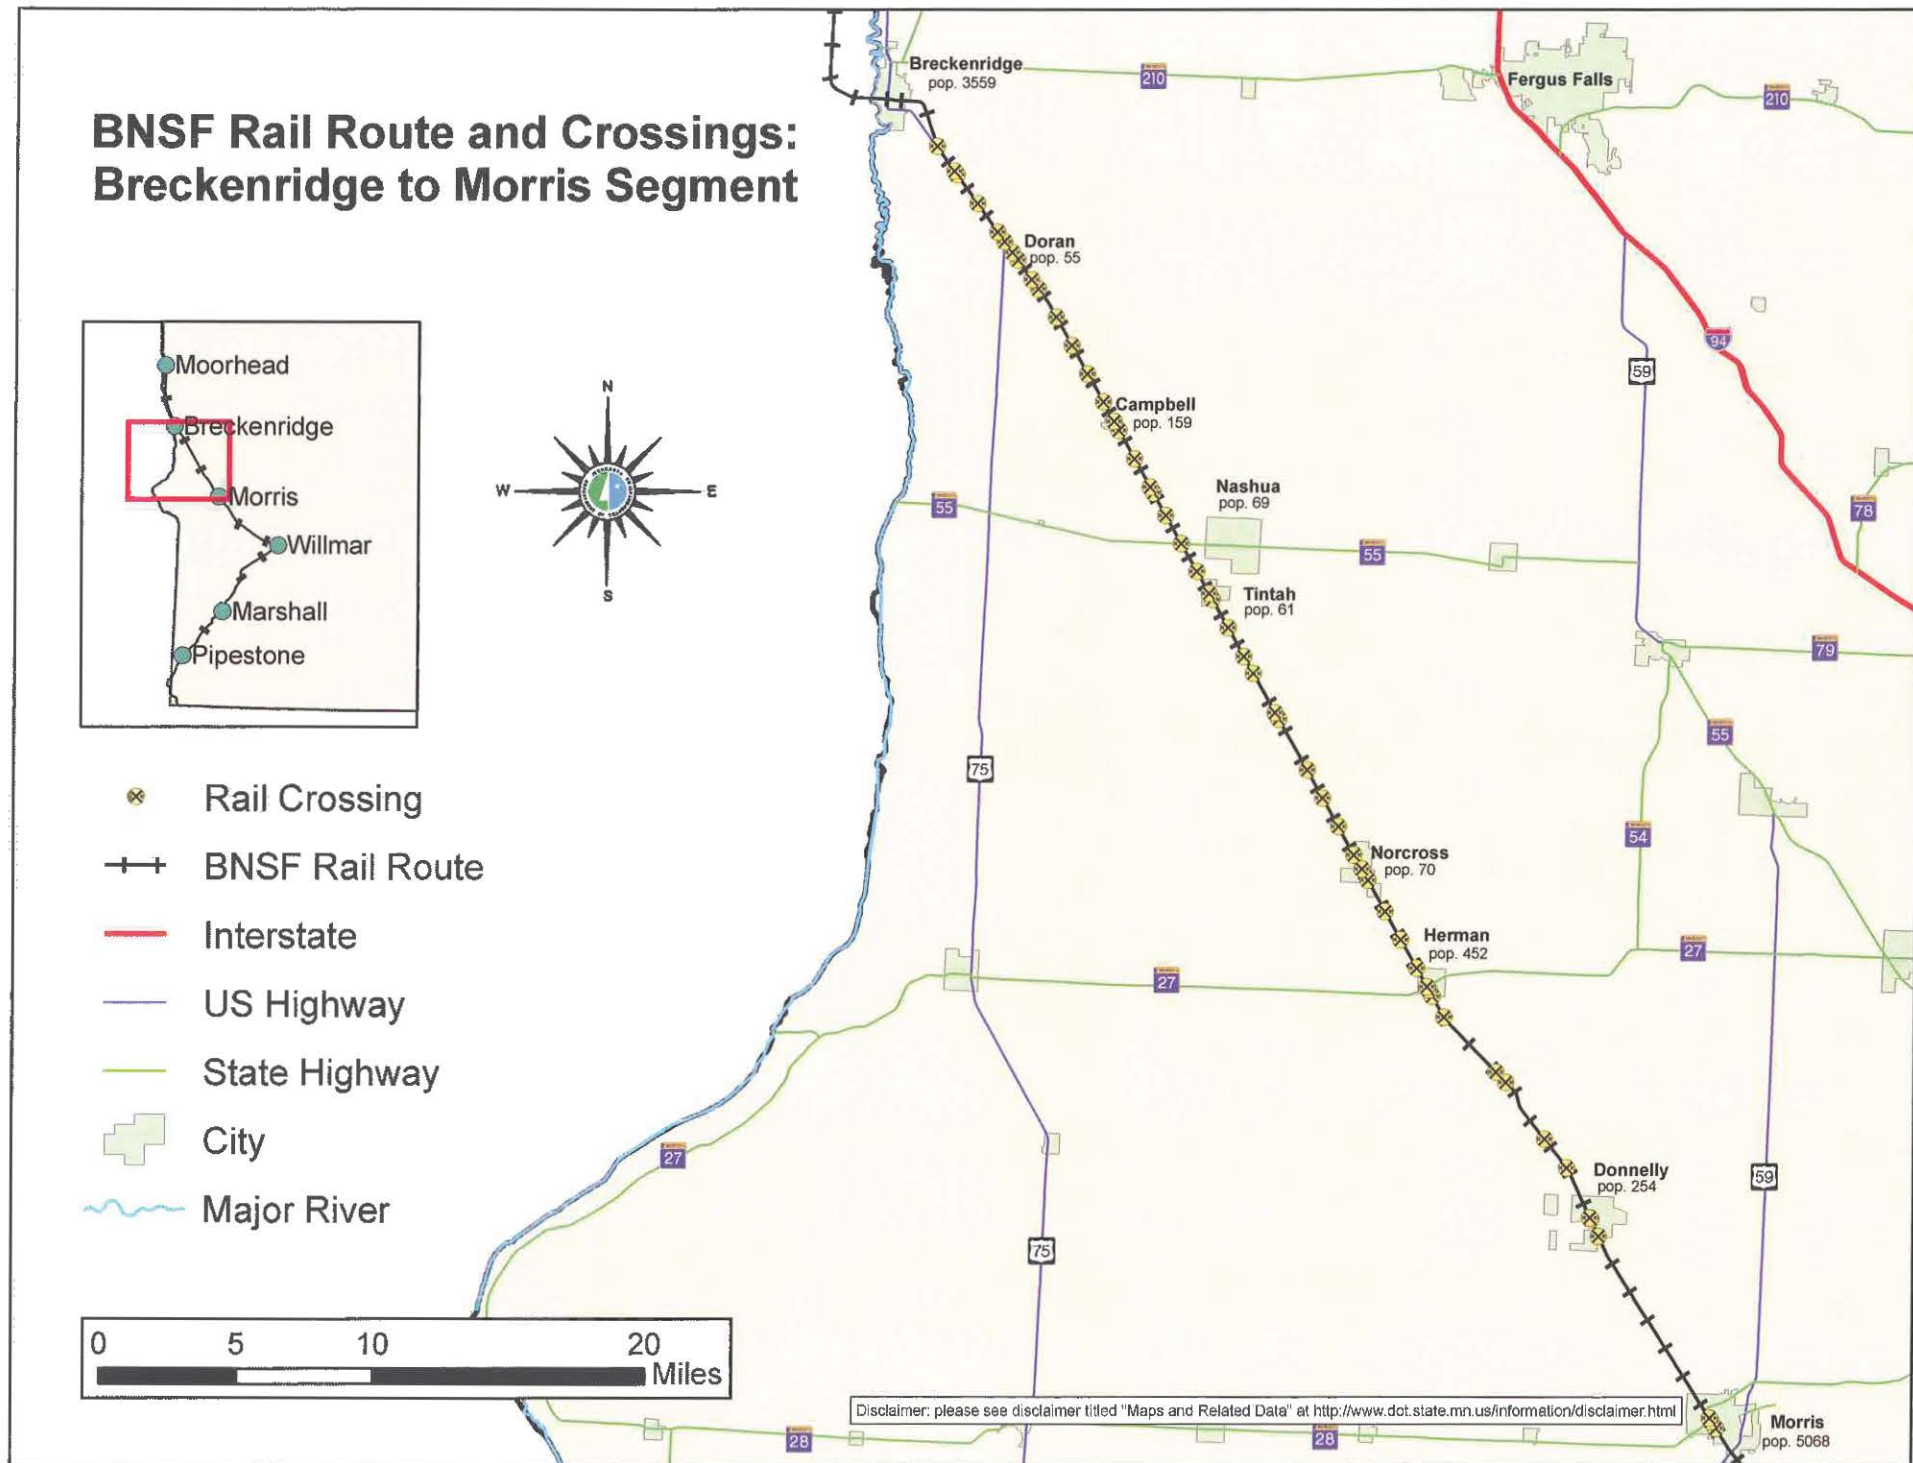 BNSF Rail Route and Crossings:
Breckenridge to Morris Segment
Moorhead
Breckenridge
Morris
Willmar
Marshall
Pipestone
N
W
E
S
Rail Crossing
BNSF Rail Route
Interstate
US Highway
State Highway
City
Major River
0 5 10 20
Miles
Breckenridge
pop. 3559
210
Fergus Falls
210
Doran
pop. 55
94
59
Campbell
pop. 159
Nashua
pop. 69
55
55
78
Tintah
pop. 61
79
55
75
54
Norcross
pop. 70
Herman
pop. 452
27
27
27
Donnelly
pop. 254
59
75
Disclaimer: please see disclaimer titled "Maps and Related Data" at http://www.dot.state.mn.us/information/disclaimer.html
Morris
pop. 5068
28
28